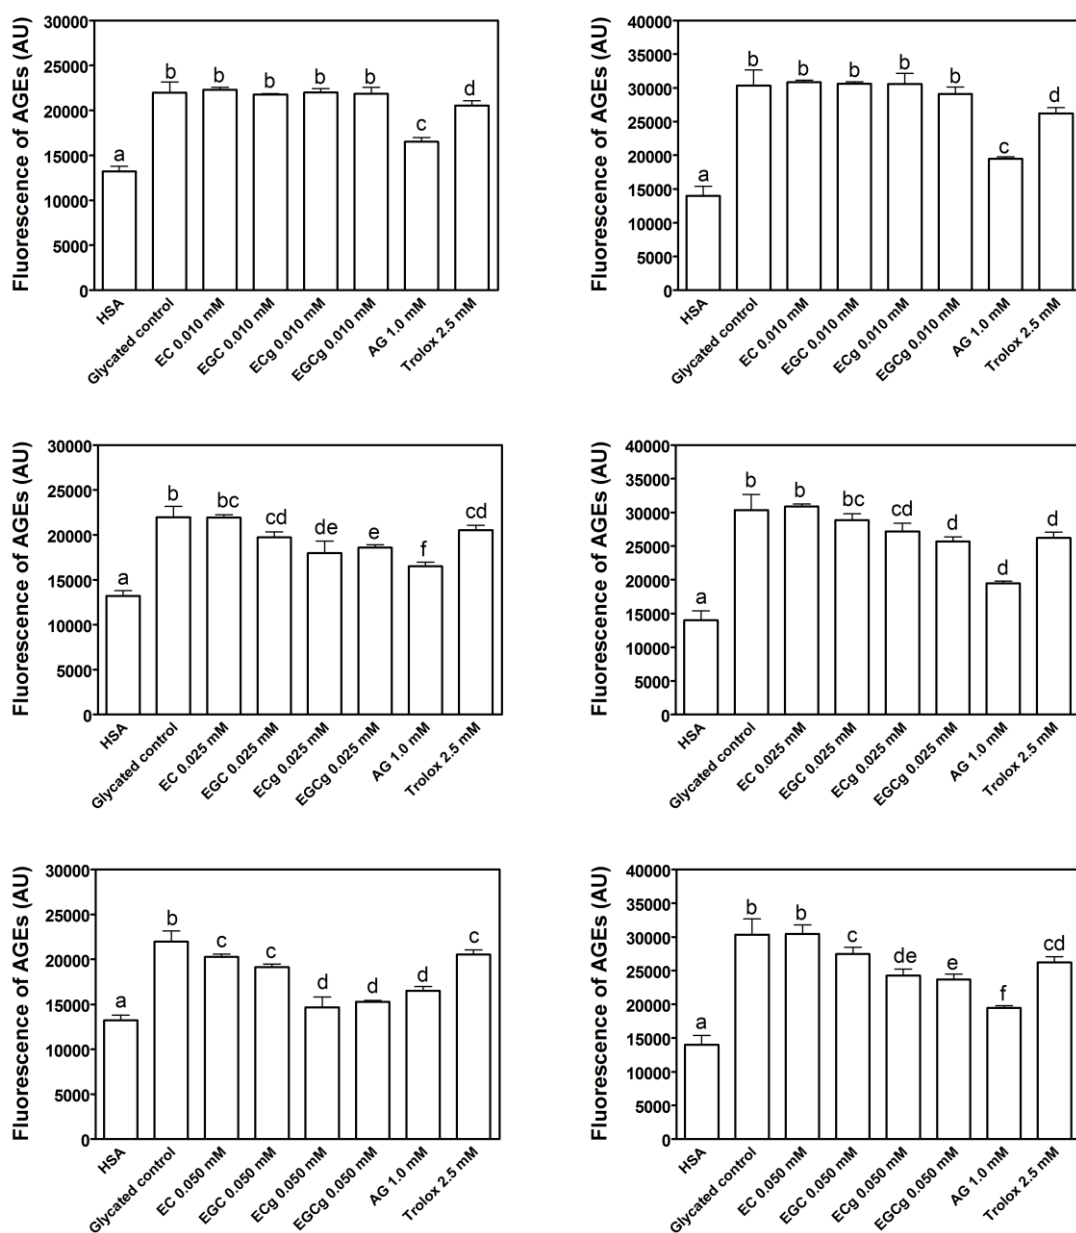 Fluorescence of AGEs (AU)
30000
25000
20000
15000
10000
5000
0
a
b
b
b
b
b
c
d
HSA
Glycated control
EC 0.010 mM
EGC 0.010 mM
ECg 0.010 mM
EGCg 0.010 mM
AG 1.0 mM
Trolox 2.5 mM
Fluorescence of AGEs (AU)
40000
35000
30000
25000
20000
15000
10000
5000
0
a
b
b
b
b
b
c
d
HSA
Glycated control
EC 0.010 mM
EGC 0.010 mM
ECg 0.010 mM
EGCg 0.010 mM
AG 1.0 mM
Trolox 2.5 mM
Fluorescence of AGEs (AU)
30000
25000
20000
15000
10000
5000
0
a
b
bc
cd
de
e
f
cd
HSA
Glycated control
EC 0.025 mM
EGC 0.025 mM
ECg 0.025 mM
EGCg 0.025 mM
AG 1.0 mM
Trolox 2.5 mM
Fluorescence of AGEs (AU)
40000
35000
30000
25000
20000
15000
10000
5000
0
a
b
b
bc
cd
d
d
d
HSA
Glycated control
EC 0.025 mM
EGC 0.025 mM
ECg 0.025 mM
EGCg 0.025 mM
AG 1.0 mM
Trolox 2.5 mM
Fluorescence of AGEs (AU)
30000
25000
20000
15000
10000
5000
0
a
b
c
c
d
d
d
c
HSA
Glycated control
EC 0.050 mM
EGC 0.050 mM
ECg 0.050 mM
EGCg 0.050 mM
AG 1.0 mM
Trolox 2.5 mM
Fluorescence of AGEs (AU)
40000
35000
30000
25000
20000
15000
10000
5000
0
a
b
b
c
de
e
f
cd
HSA
Glycated control
EC 0.050 mM
EGC 0.050 mM
ECg 0.050 mM
EGCg 0.050 mM
AG 1.0 mM
Trolox 2.5 mM